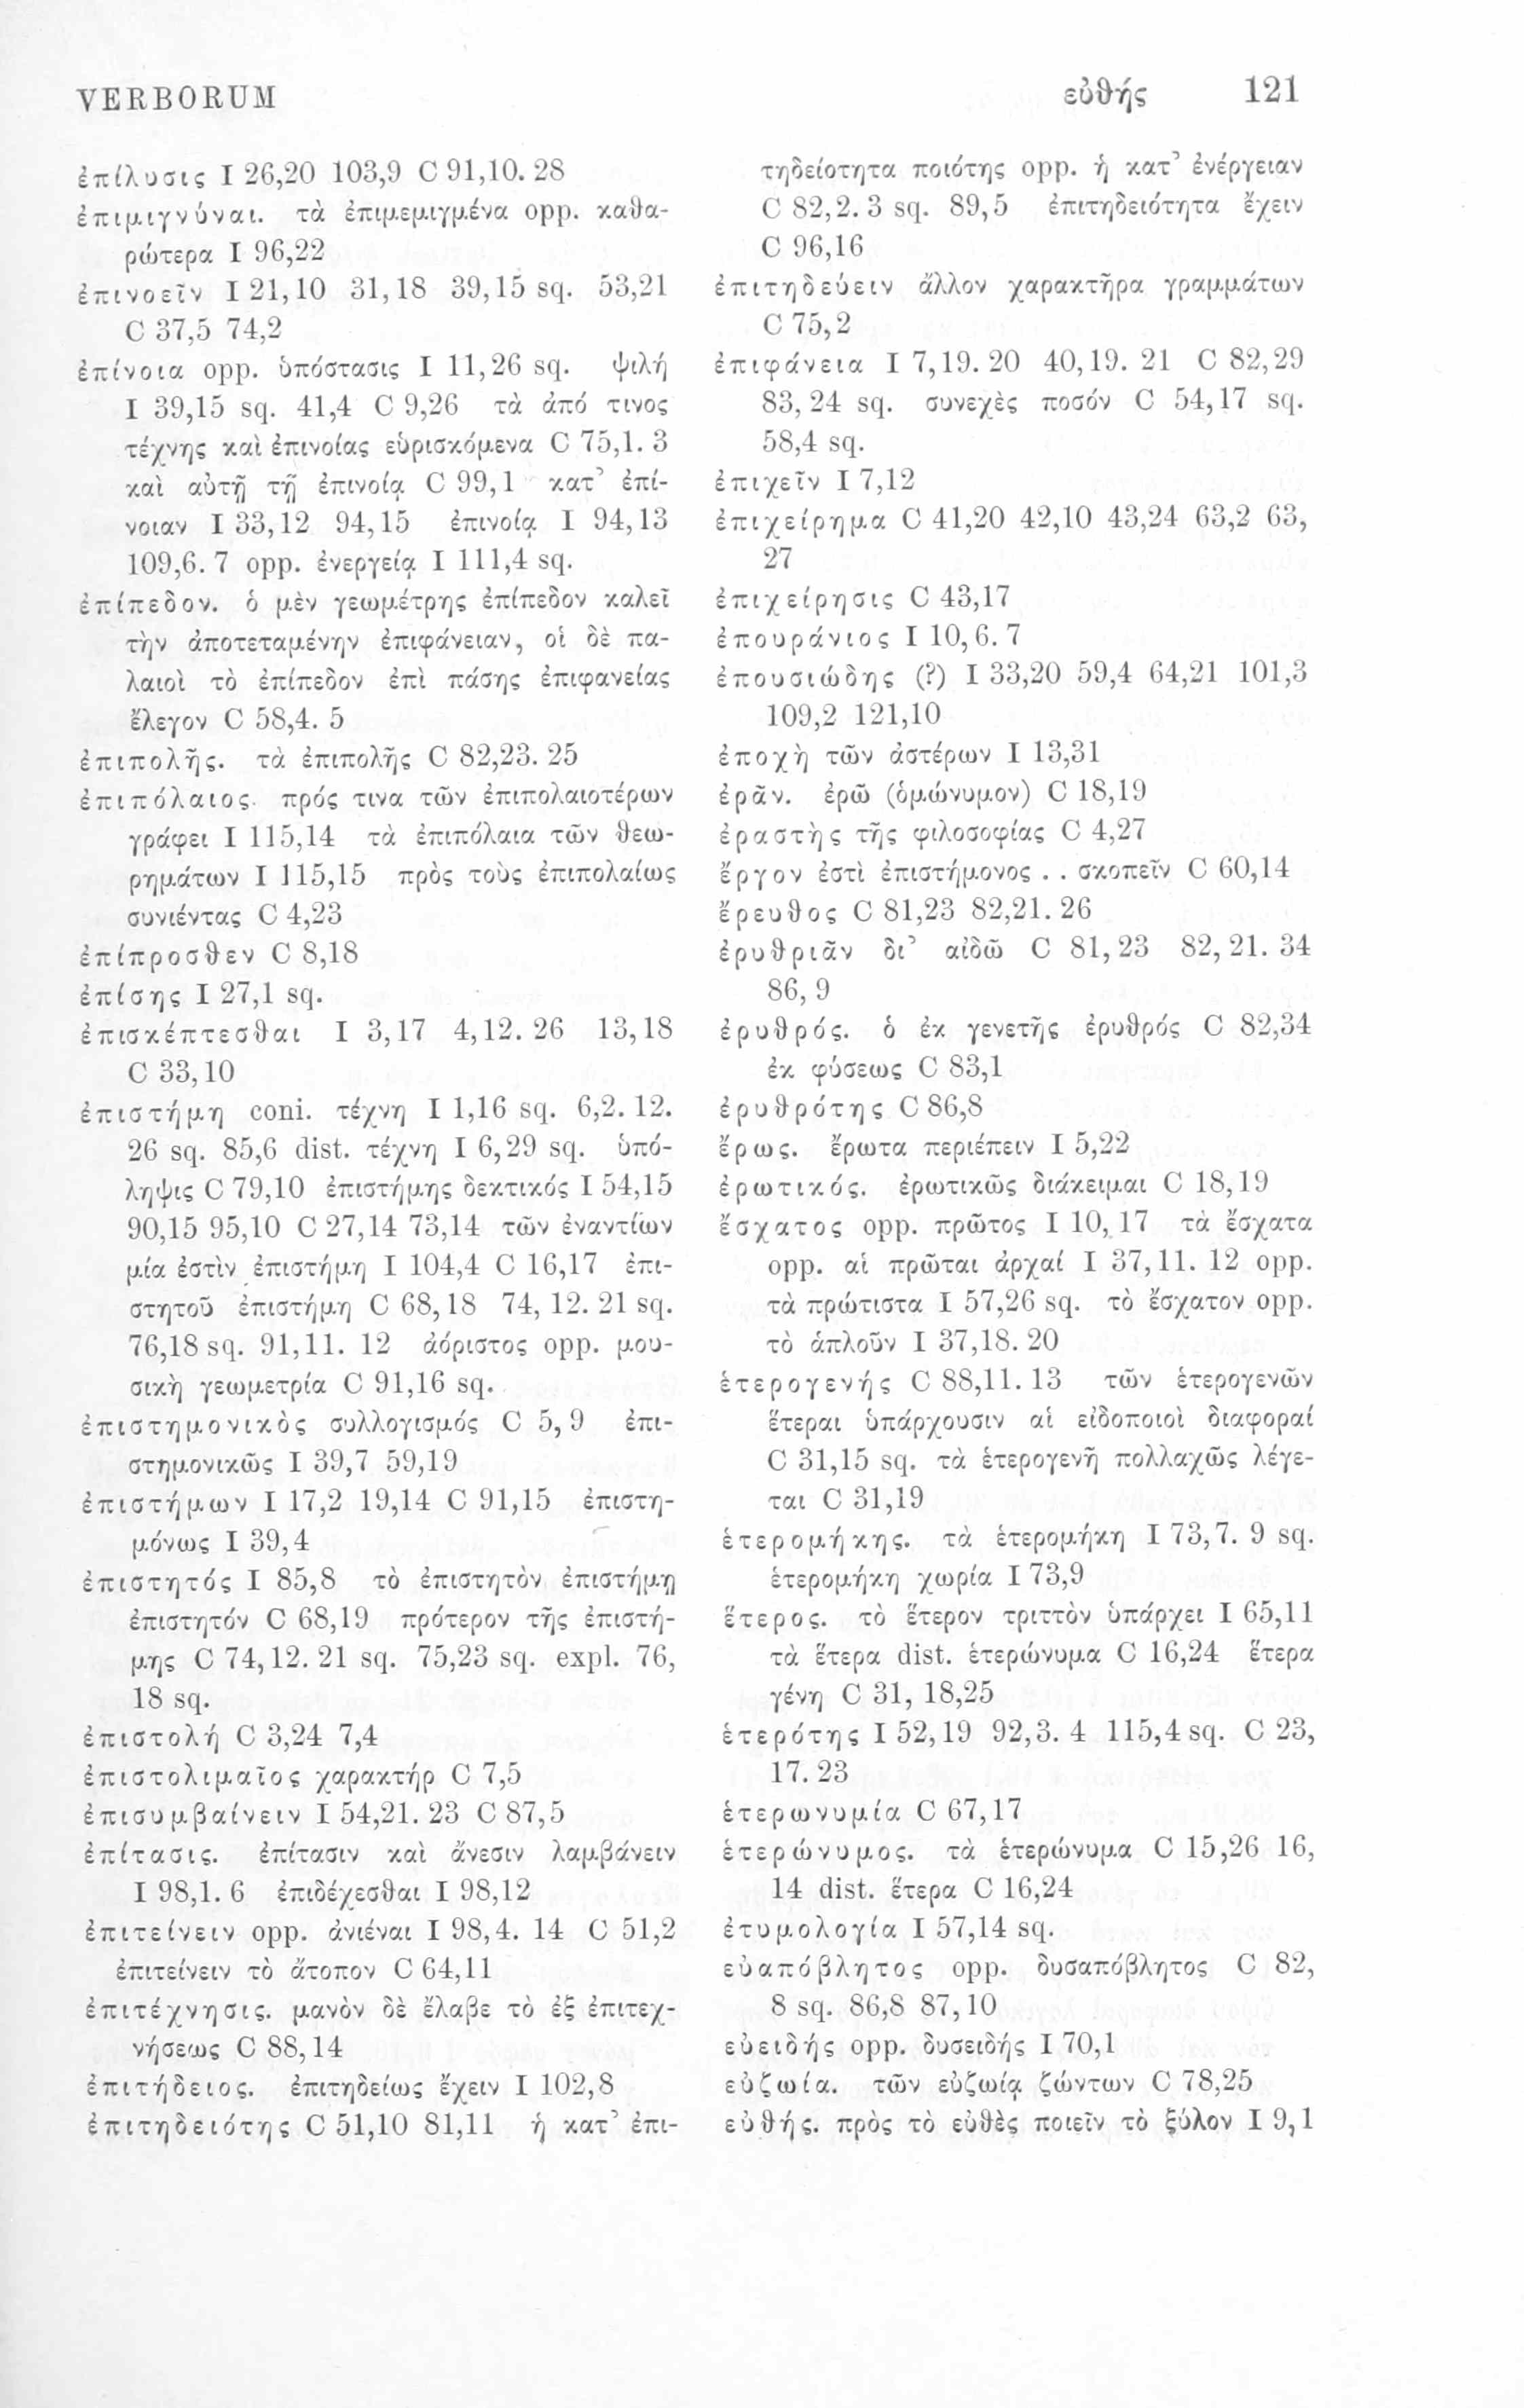 VERBORUM
εὐθής 121
ἐπίλυσις I 26,20 103,9 C 91,10. 28
ἐπιμιγνύναι. τὰ ἐπιμεμιγμένα opp. καθα-
ρώτερα I 96,22
ἐπινοεῖν I 21,10 31,18 39,15 sq. 53,21
C 37,5 74,2
ἐπίνοια opp. ὑπόστασις I 11,26 sq. ψιλή
I 39,15 sq. 41,4 C 9,26 τὰ ἀπό τινος
τέχνης καὶ ἐπινοίας εὑρισκόμενα C 75,1. 3
καὶ αὐτῇ τῇ ἐπινοίᾳ C 99,1 κατ’ ἐπί-
νοιαν I 33,12 94,15 ἐπινοίᾳ I 94,13
109,6. 7 opp. ἐνεργείᾳ I 111,4 sq.
ἐπίπεδον. ὁ μὲν γεωμέτρης ἐπίπεδον καλεῖ
τὴν ἀποτεταμένην ἐπιφάνειαν, οἱ δὲ πα-
λαιοὶ τὸ ἐπίπεδον ἐπὶ πάσης ἐπιφανείας
ἔλεγον C 58,4. 5
ἐπιπολῆς. τὰ ἐπιπολῆς C 82,23. 25
ἐπιπόλαιος. πρός τινα τῶν ἐπιπολαιοτέρων
γράφει I 115,14 τὰ ἐπιπόλαια τῶν θεω-
ρημάτων I 115,15 πρὸς τοὺς ἐπιπολαίως
συνιέντας C 4,23
ἐπίπροσθεν C 8,18
ἐπίσης I 27,1 sq.
ἐπισκέπτεσθαι I 3,17 4,12. 26 13,18
C 33,10
ἐπιστήμη coni. τέχνη I 1,16 sq. 6,2. 12.
26 sq. 85,6 dist. τέχνη I 6,29 sq. ὑπό-
ληψις C 79,10 ἐπιστήμης δεκτικός I 54,15
90,15 95,10 C 27,14 73,14 τῶν ἐναντίων
μία ἐστὶν ἐπιστήμη I 104,4 C 16,17 ἐπι-
στητοῦ ἐπιστήμη C 68,18 74, 12. 21 sq.
76,18 sq. 91,11. 12 ἀόριστος opp. μου-
σικὴ γεωμετρία C 91,16 sq.
ἐπιστημονικὸς συλλογισμός C 5, 9 ἐπι-
στημονικῶς I 39,7 59,19
ἐπιστήμων I 17,2 19,14 C 91,15 ἐπιστη-
μόνως I 39,4
ἐπιστητός I 85,8 τὸ ἐπιστητὸν ἐπιστήμῃ
ἐπιστητόν C 68,19 πρότερον τῆς ἐπιστή-
μης C 74,12. 21 sq. 75,23 sq. expl. 76,
18 sq.
ἐπιστολή C 3,24 7,4
ἐπιστολιμαῖος χαρακτήρ C 7,5
ἐπισυμβαίνειν I 54,21. 23 C 87,5
ἐπίτασις. ἐπίτασιν καὶ ἄνεσιν λαμβάνειν
I 98,1. 6 ἐπιδέχεσθαι I 98,12
ἐπιτείνειν opp. ἀνιέναι I 98,4. 14 C 51,2
ἐπιτείνειν τὸ ἄτοπον C 64,11
ἐπιτέχνησις. μανὸν δὲ ἔλαβε τὸ ἐξ ἐπιτεχ-
νήσεως C 88,14
ἐπιτήδειος. ἐπιτηδείως ἔχειν I 102,8
ἐπιτηδειότης C 51,10 81,11 ἡ κατ’ ἐπι-
τηδείοτητα ποιότης opp. ἡ κατ’ ἐνέργειαν
C 82,2. 3 sq. 89,5 ἐπιτηδειότητα ἔχειν
C 96,16
ἐπιτηδεύειν ἄλλον χαρακτῆρα γραμμάτων
C 75,2
ἐπιφάνεια I 7,19. 20 40,19. 21 C 82,29
83, 24 sq. συνεχὲς ποσόν C 54,17 sq.
58,4 sq.
ἐπιχεῖν I 7,12
ἐπιχείρημα C 41,20 42,10 43,24 63,2 63,
27
ἐπιχείρησις C 43,17
ἐπουράνιος I 10,6. 7
ἐπουσιώδης (?) I 33,20 59,4 64,21 101,3
109,2 121,10
ἐποχὴ τῶν ἀστέρων I 13,31
ἐρᾶν. ἐρῶ (ὁμώνυμον) C 18,19
ἐραστὴς τῆς φιλοσοφίας C 4,27
ἔργον ἐστὶ ἐπιστήμονος . . σκοπεῖν C 60,14
ἔρευθος C 81,23 82,21. 26
ἐρυθριᾶν δι’ αἰδῶ C 81, 23 82, 21. 34
86, 9
ἐρυθρός. ὁ ἐκ γενετῆς ἐρυθρός C 82,34
ἐκ φύσεως C 83,1
ἐρυθρότης C 86,8
ἔρως. ἔρωτα περιέπειν I 5,22
ἐρωτικός. ἐρωτικῶς διάκειμαι C 18,19
ἔσχατος opp. πρῶτος I 10, 17 τὰ ἔσχατα
opp. αἱ πρῶται ἀρχαί I 37,11. 12 opp.
τὰ πρώτιστα I 57,26 sq. τὸ ἔσχατον opp.
τὸ ἁπλοῦν I 37,18. 20
ἑτερογενής C 88,11. 13 τῶν ἑτερογενῶν
ἕτεραι ὑπάρχουσιν αἱ εἰδοποιοὶ διαφοραί
C 31,15 sq. τὰ ἑτερογενῆ πολλαχῶς λέγε-
ται C 31,19
ἑτερομήκης. τὰ ἑτερομήκη I 73,7. 9 sq.
ἑτερομήκη χωρία I 73,9
ἕτερος. τὸ ἕτερον τριττὸν ὑπάρχει I 65,11
τὰ ἕτερα dist. ἑτερώνυμα C 16,24 ἕτερα
γένη C 31, 18,25
ἑτερότης I 52,19 92,3. 4 115,4 sq. C 23,
17. 23
ἑτερωνυμία C 67,17
ἑτερώνυμος. τὰ ἑτερώνυμα C 15,26 16,
14 dist. ἕτερα C 16,24
ἐτυμολογία I 57,14 sq.
εὐαπόβλητος opp. δυσαπόβλητος C 82,
8 sq. 86,8 87,10
εὐειδής opp. δυσειδής I 70,1
εὐζωία. τῶν εὐζωίᾳ ζώντων C 78,25
εὐθής. πρὸς τὸ εὐθὲς ποιεῖν τὸ ξύλον I 9,1